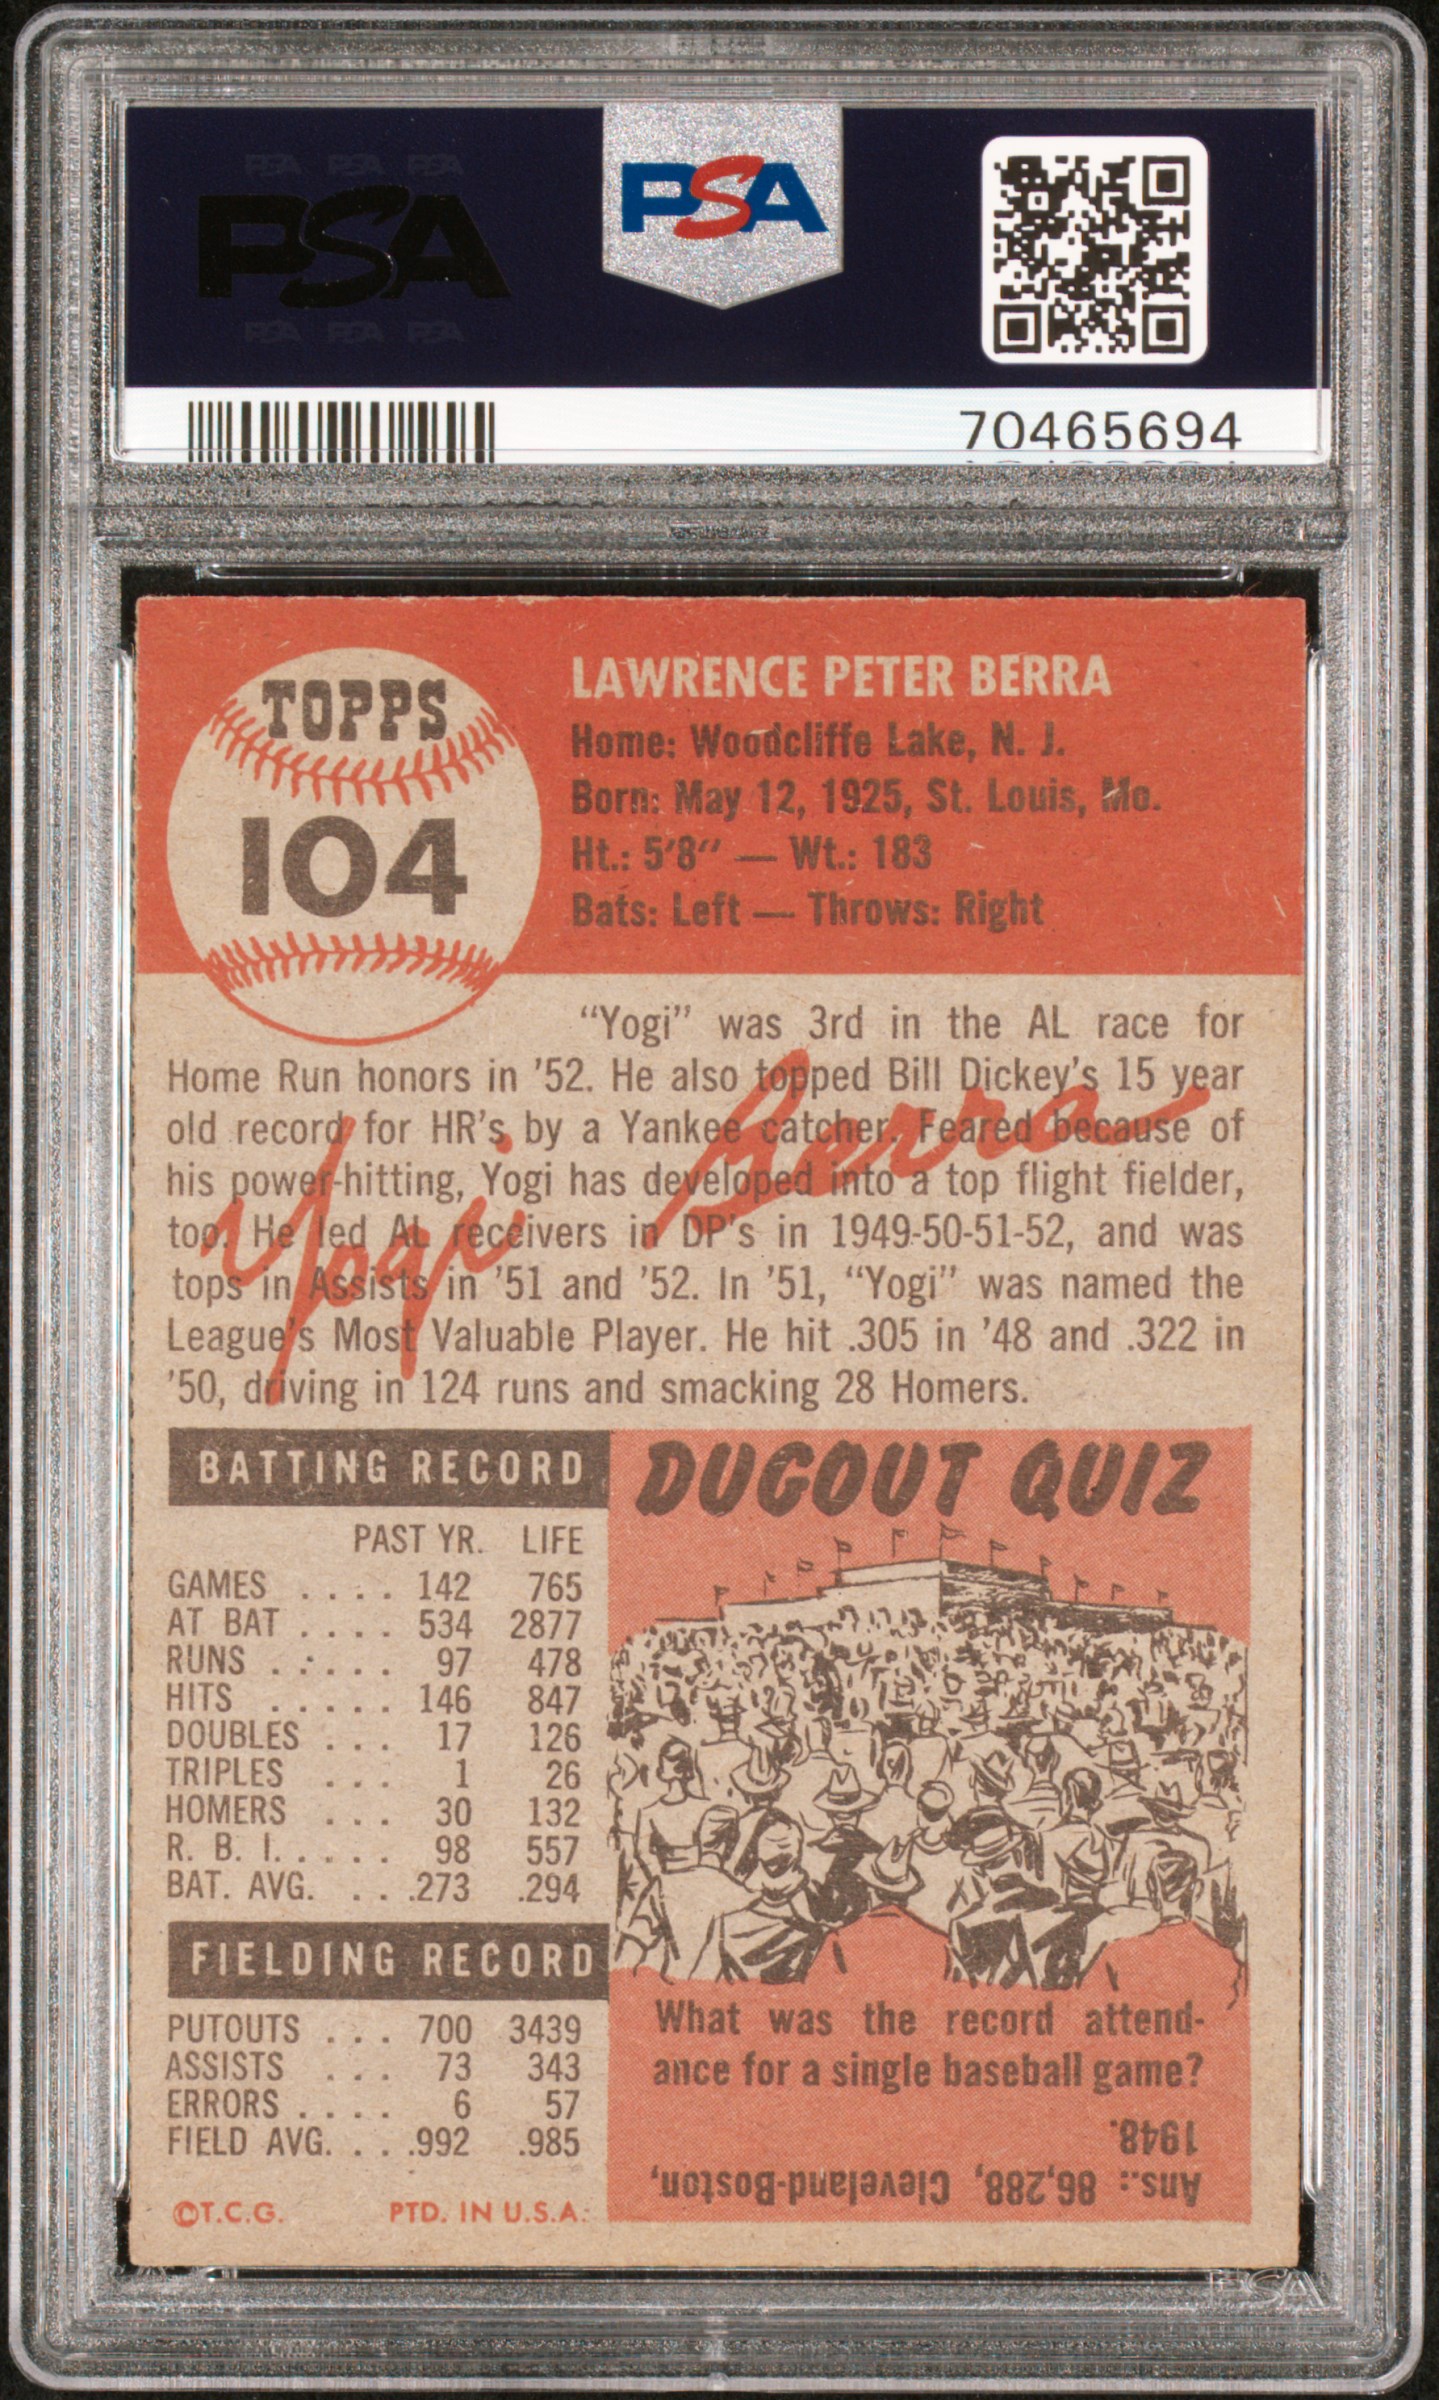 PSA PSA PSA
PSA
PSA PSA PSA
PSA
70465694
TOPPS
104
LAWRENCE PETER BERRA
Home: Woodcliffe Lake, N. J.
Born: May 12, 1925, St. Louis, Mo.
Ht.: 5'8" — Wt.: 183
Bats: Left — Throws: Right
"Yogi" was 3rd in the AL race for
Home Run honors in '52. He also topped Bill Dickey's 15 year
old record for HR's by a Yankee catcher. Feared because of
his power-hitting, Yogi has developed into a top flight fielder,
too. He led AL receivers in DP's in 1949-50-51-52, and was
tops in Assists in '51 and '52. In '51, "Yogi" was named the
League's Most Valuable Player. He hit .305 in '48 and .322 in
'50, driving in 124 runs and smacking 28 Homers.
Yogi Berra
BATTING RECORD
PAST YR. LIFE
GAMES .... 142 765
AT BAT .... 534 2877
RUNS ...... 97 478
HITS ...... 146 847
DOUBLES ... 17 126
TRIPLES ... 1 26
HOMERS ... 30 132
R. B. I. .... 98 557
BAT. AVG. ... .273 .294
FIELDING RECORD
PUTOUTS ... 700 3439
ASSISTS ... 73 343
ERRORS .... 6 57
FIELD AVG. ... .992 .985
©T.C.G. PTD. IN U.S.A.
DUGOUT QUIZ
What was the record attend-
ance for a single baseball game?
Ans.: 86,288, Cleveland-Boston,
1948.
PSA